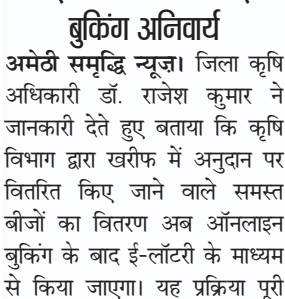 बुकिंग अनिवार्य
अमेठी समृद्धि न्यूज़। जिला कृषि
अधिकारी डॉ. राजेश कुमार ने
जानकारी देते हुए बताया कि कृषि
विभाग द्वारा खरीफ में अनुदान पर
वितरित किए जाने वाले समस्त
बीजों का वितरण अब ऑनलाइन
बुकिंग के बाद ई-लॉटरी के माध्यम
से किया जाएगा। यह प्रक्रिया पूरी